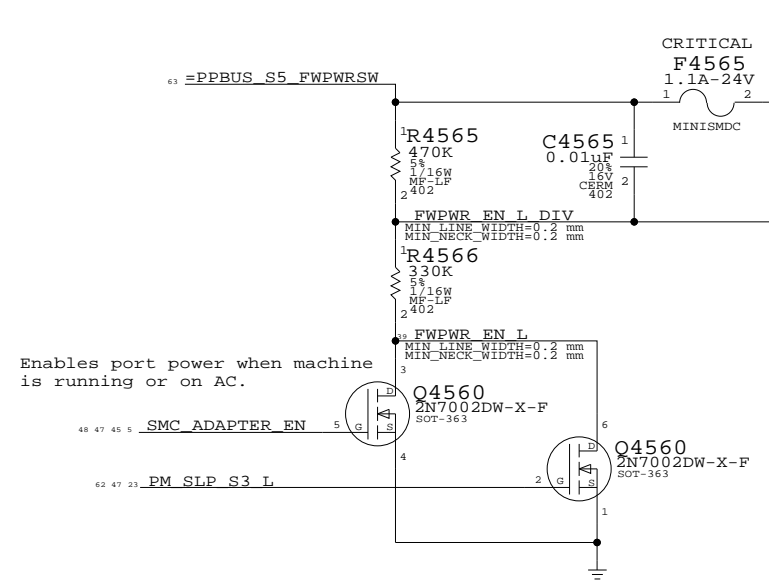 CRITICAL
F4565
1.1A-24V
1
2
MINISMDC
63 =PPBUS_S5_FWPWRSW
1
R4565
470K
5%
1/16W
MF-LF
402
2
C4565
1
0.01uF
20%
16V
CERM
402
2
FWPWR_EN_L_DIV
MIN_LINE_WIDTH=0.2 mm
MIN_NECK_WIDTH=0.2 mm
1
R4566
330K
5%
1/16W
MF-LF
402
2
39 FWPWR_EN_L
MIN_LINE_WIDTH=0.2 mm
MIN_NECK_WIDTH=0.2 mm
Enables port power when machine
is running or on AC.
3
D
Q4560
2N7002DW-X-F
SOT-363
48 47 45 5 SMC_ADAPTER_EN
5
G
S
4
6
D
Q4560
2N7002DW-X-F
SOT-363
62 47 23 PM_SLP_S3_L
2
G
S
1